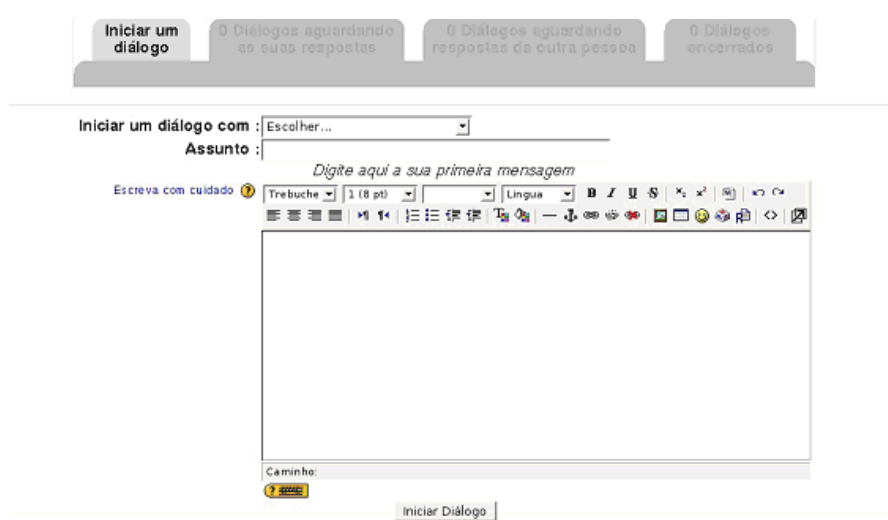 Iniciar um
diálogo
0 Diálogos aguardando
as suas respostas
0 Diálogos aguardando
respostas da outra pessoa
0 Diálogos
encerrados
Iniciar um diálogo com : Escolher...
Assunto :
Digite aqui a sua primeira mensagem
Escreva com cuidado ? Trebuche 1 (8 pt) Lingua B I U S x₂ x²
Caminho:
?
Iniciar Diálogo